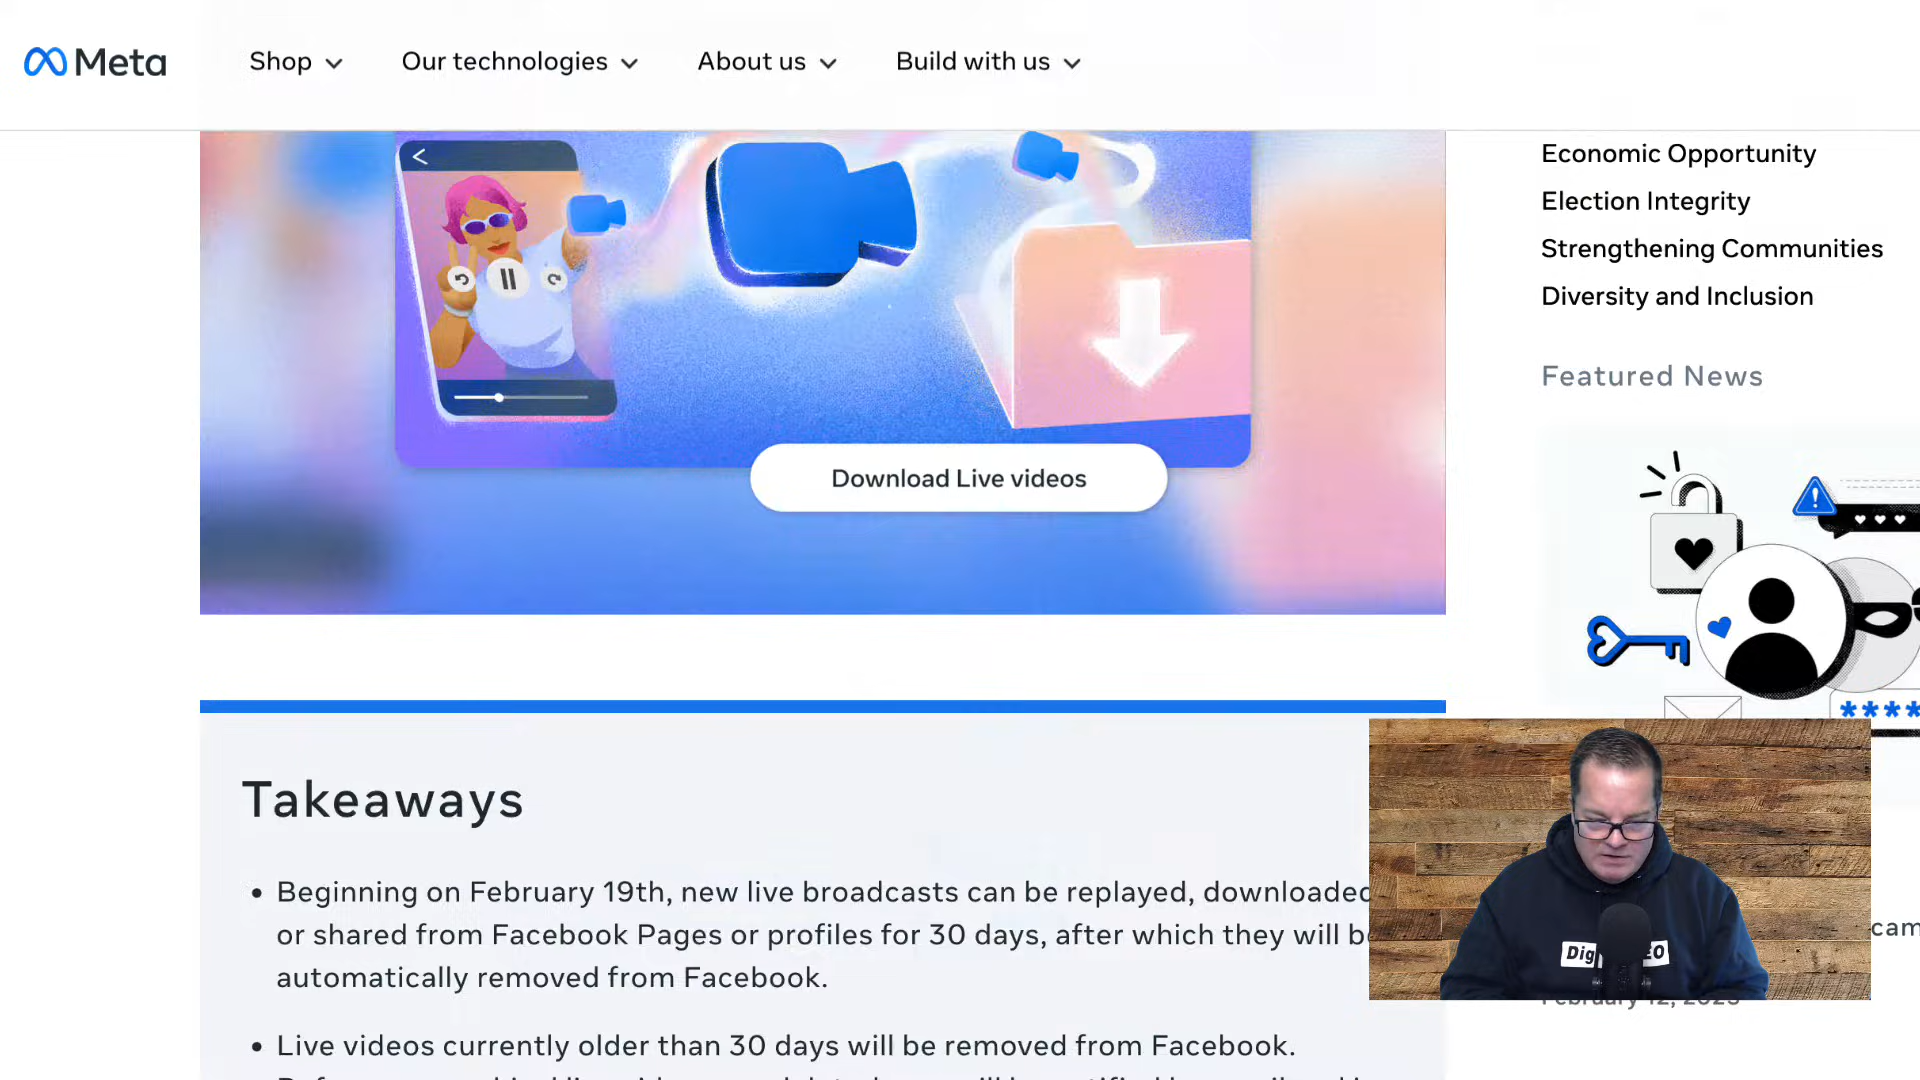 Meta
Shop
Our technologies
About us
Build with us
Economic Opportunity
Election Integrity
Strengthening Communities
Diversity and Inclusion
Featured News
Download Live videos
****
Takeaways
• Beginning on February 19th, new live broadcasts can be replayed, downloaded
or shared from Facebook Pages or profiles for 30 days, after which they will be
automatically removed from Facebook.
• Live videos currently older than 30 days will be removed from Facebook.